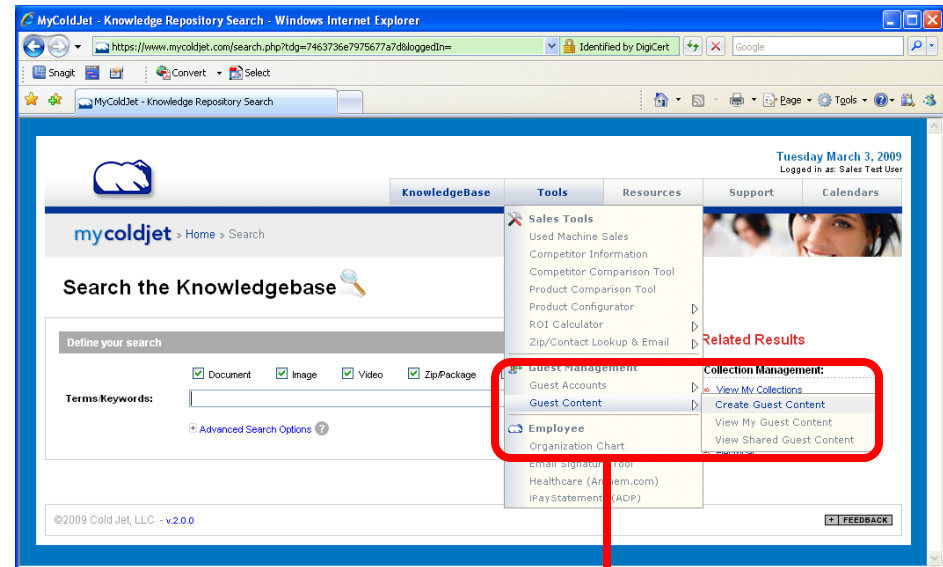 MyColdJet - Knowledge Repository Search - Windows Internet Explorer
https://www.mycoldjet.com/search.php?tdg=7463736e7975677a7d8&loggedIn=
Identified by DigiCert
Google
Snagit
Convert
Select
MyColdJet - Knowledge Repository Search
Page
Tools
Tuesday March 3, 2009
Logged in as: Sales Test User
KnowledgeBase Tools Resources Support Calendars
mycoldjet » Home » Search
Search the Knowledgebase
Define your search
Document Image Video Zip/Package
Terms/Keywords:
Advanced Search Options
Sales Tools
Used Machine Sales
Competitor Information
Competitor Comparison Tool
Product Comparison Tool
Product Configurator
ROI Calculator
Zip/Contact Lookup & Email
Guest Management
Guest Accounts
Guest Content
Employee
Organization Chart
Email Signature Tool
Healthcare (Anthem.com)
iPayStatements (ADP)
Related Results
Collection Management:
View My Collections
Create Guest Content
View My Guest Content
View Shared Guest Content
©2009 Cold Jet, LLC - v.2.0.0
+ FEEDBACK